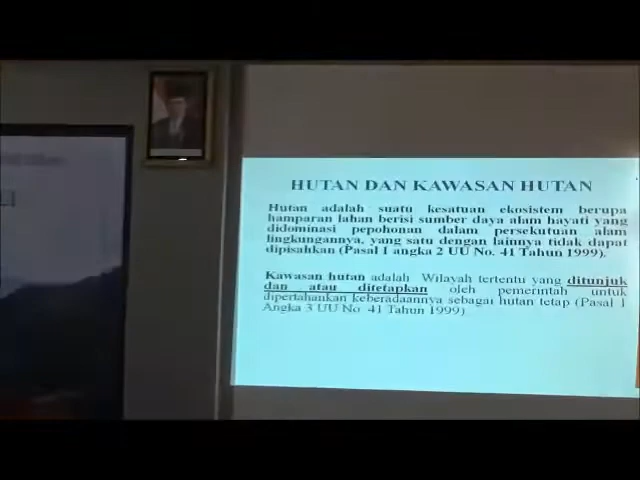 HUTAN DAN KAWASAN HUTAN
Hutan adalah suatu kesatuan ekosistem berupa
hamparan lahan berisi sumber daya alam hayati yang
didominasi pepohonan dalam persekutuan alam
lingkungannya, yang satu dengan lainnya tidak dapat
dipisahkan (Pasal 1 angka 2 UU No. 41 Tahun 1999).
Kawasan hutan adalah Wilayah tertentu yang ditunjuk
dan atau ditetapkan oleh pemerintah untuk
dipertahankan keberadaannya sebagai hutan tetap (Pasal 1
Angka 3 UU No 41 Tahun 1999)